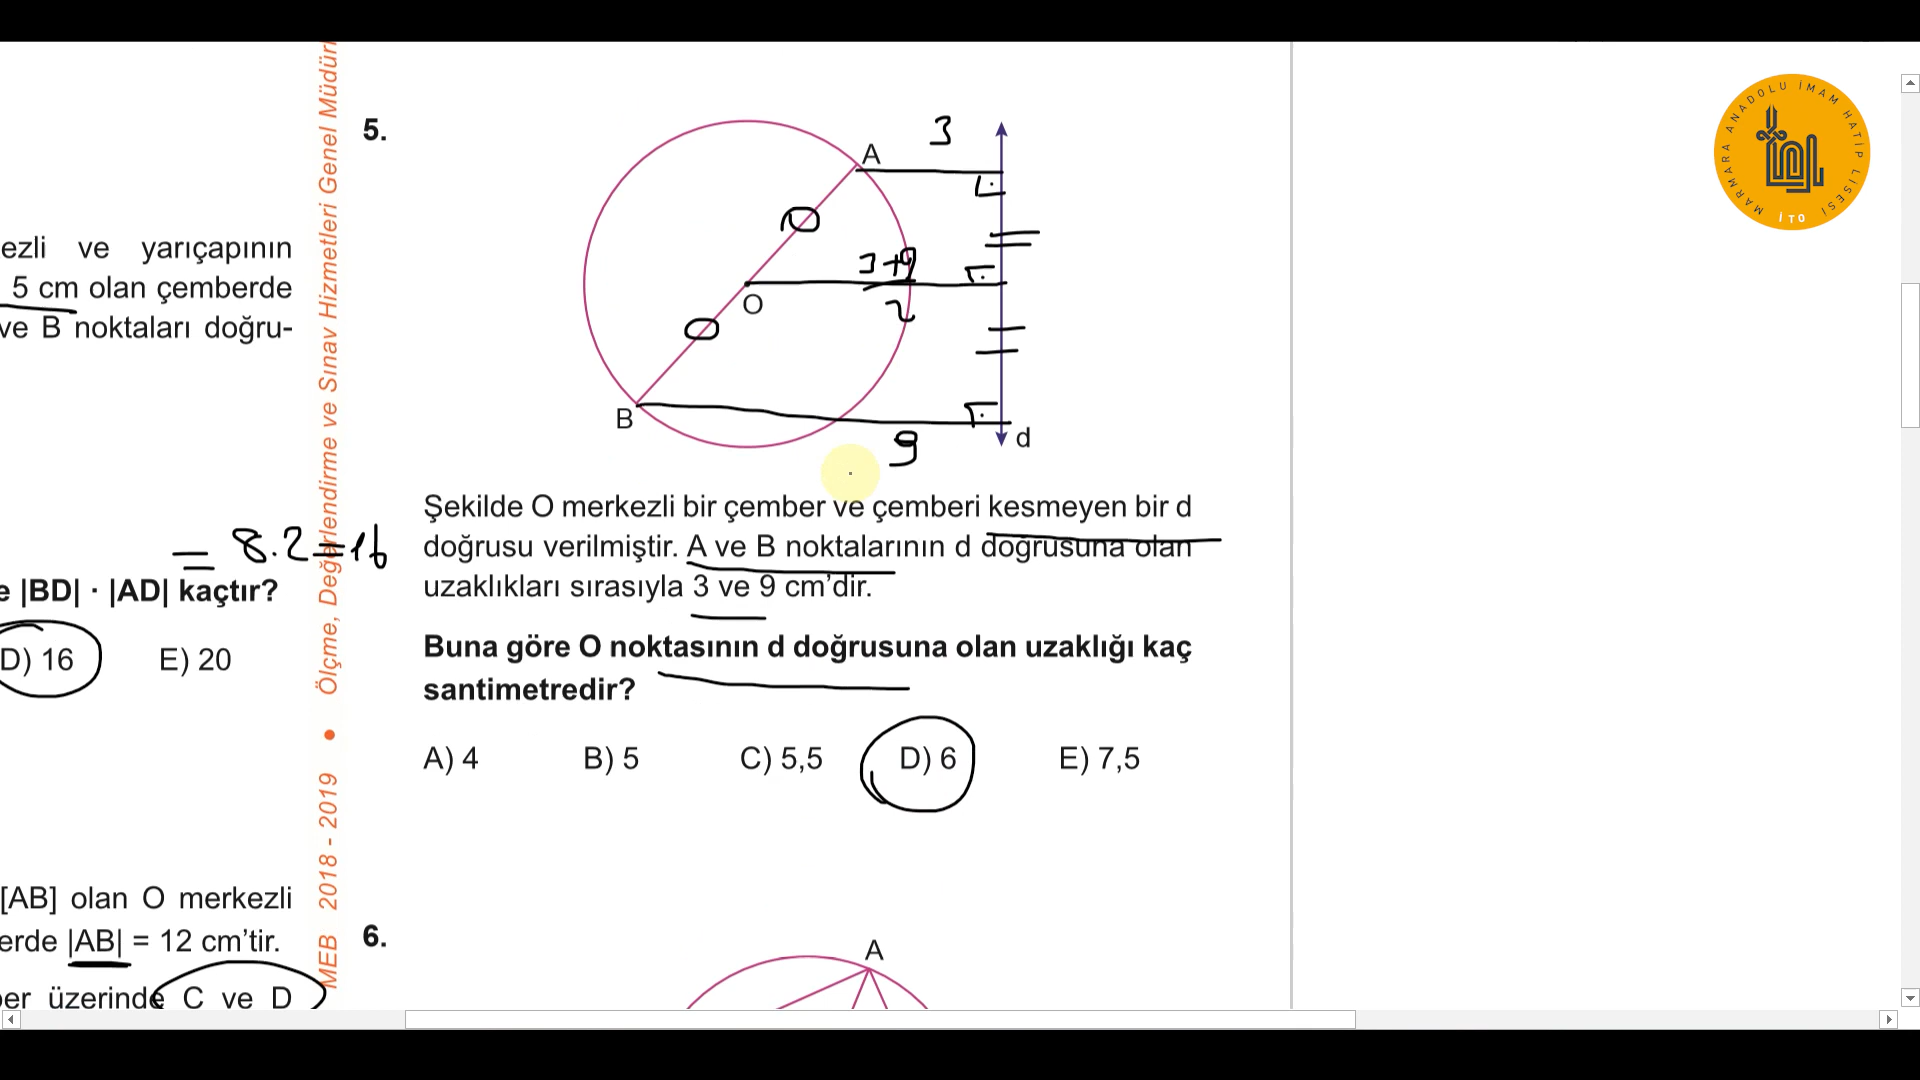 ezli ve yarıçapının
5 cm olan çemberde
ve B noktaları doğru-
= 8.2=16
e |BD| · |AD| kaçtır?
D) 16 E) 20
[AB] olan O merkezli
erde |AB| = 12 cm’tir.
er üzerinde C ve D
MEB 2018 - 2019 • Ölçme, Değerlendirme ve Sınav Hizmetleri Genel Müdür
5.
A
3
3+9
2
O
B
9
d
Şekilde O merkezli bir çember ve çemberi kesmeyen bir d
doğrusu verilmiştir. A ve B noktalarının d doğrusuna olan
uzaklıkları sırasıyla 3 ve 9 cm’dir.
Buna göre O noktasının d doğrusuna olan uzaklığı kaç
santimetredir?
A) 4 B) 5 C) 5,5 D) 6 E) 7,5
6.
A
MARMARA ANADOLU İMAM HATİP LİSESİ
İTO